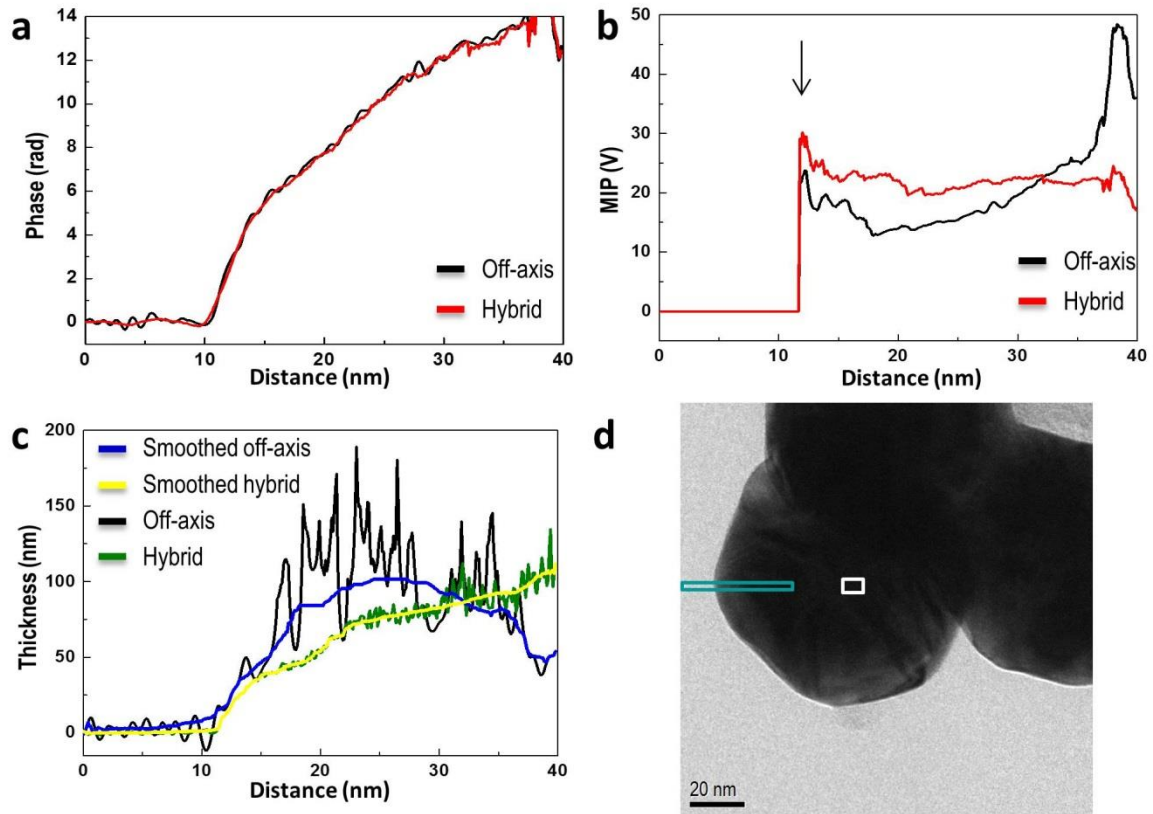 a
14
12
10
8
6
4
2
0
Phase (rad)
Off-axis
Hybrid
0 10 20 30 40
Distance (nm)
b
50
40
30
20
10
0
MIP (V)
Off-axis
Hybrid
0 10 20 30 40
Distance (nm)
c
200
150
100
50
0
Thickness (nm)
Smoothed off-axis
Smoothed hybrid
Off-axis
Hybrid
0 10 20 30 40
Distance (nm)
d
20 nm